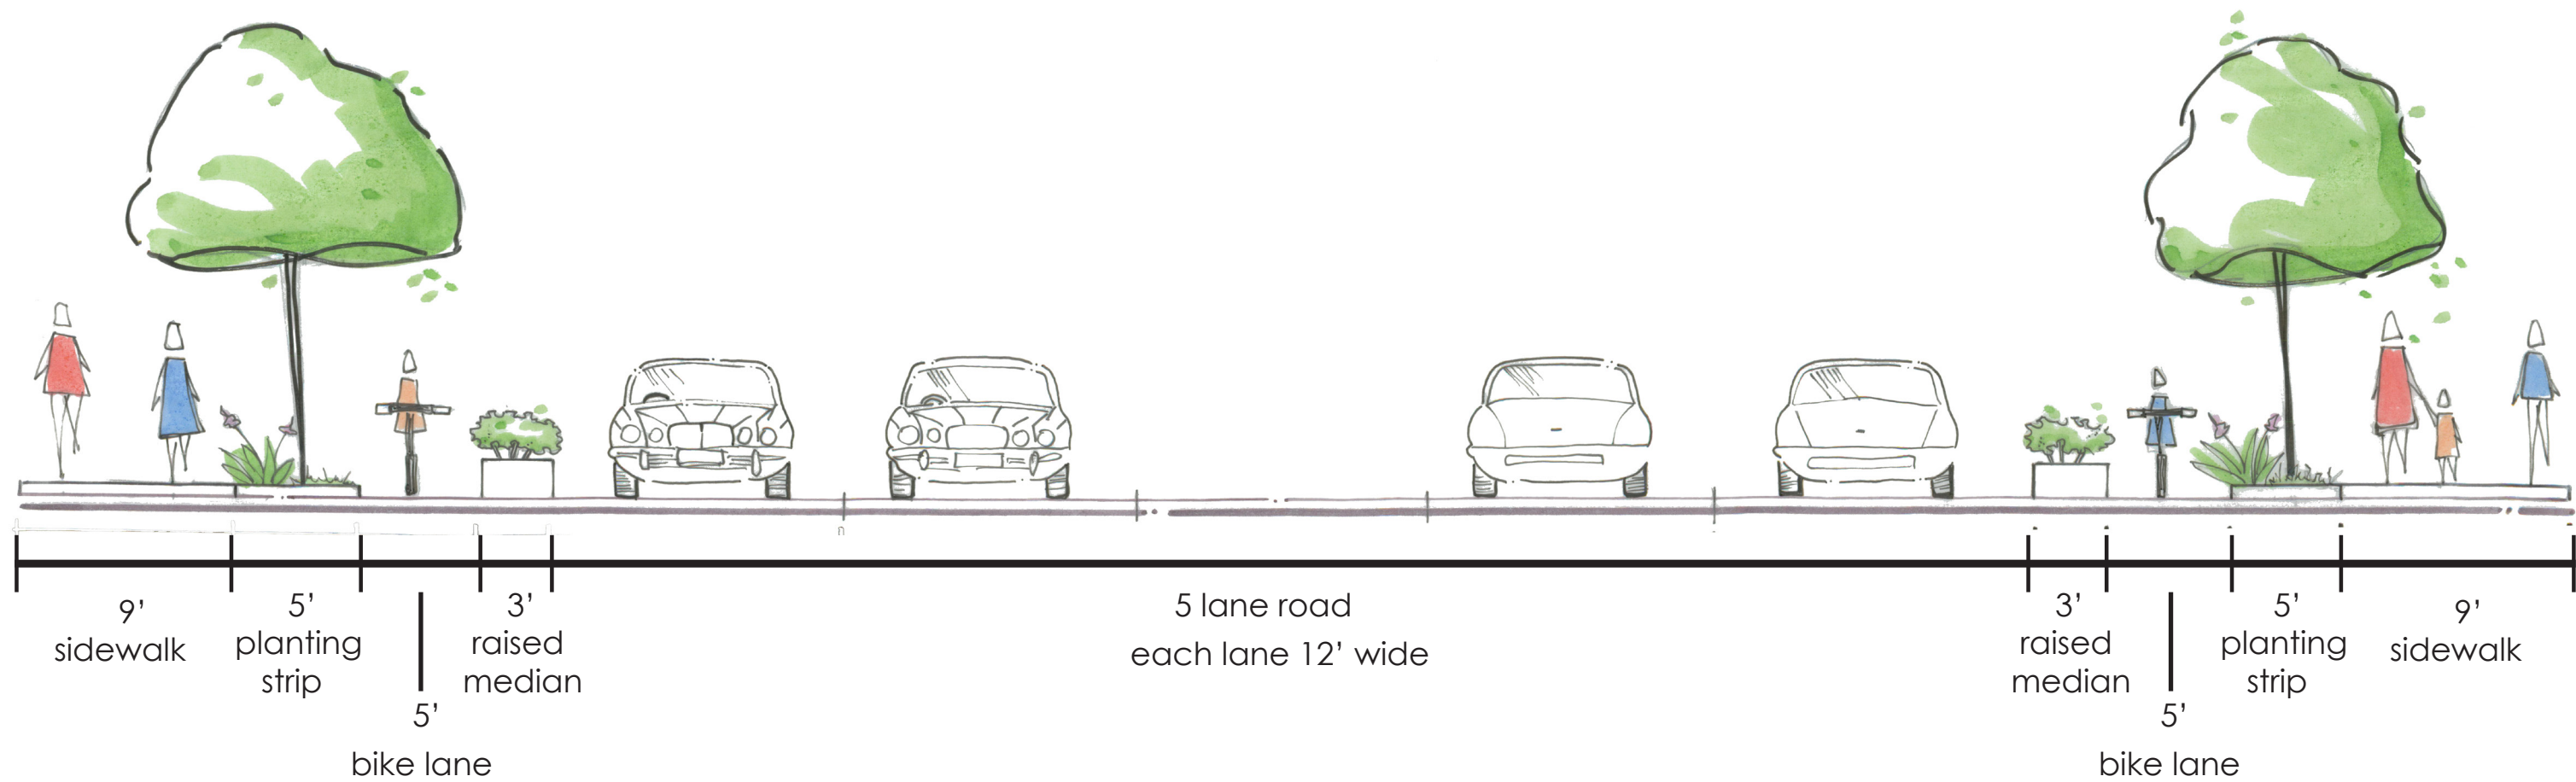 9’
sidewalk
5’
planting
strip
5’
bike lane
3’
raised
median
5 lane road
each lane 12’ wide
3’
raised
median
5’
bike lane
5’
planting
strip
9’
sidewalk